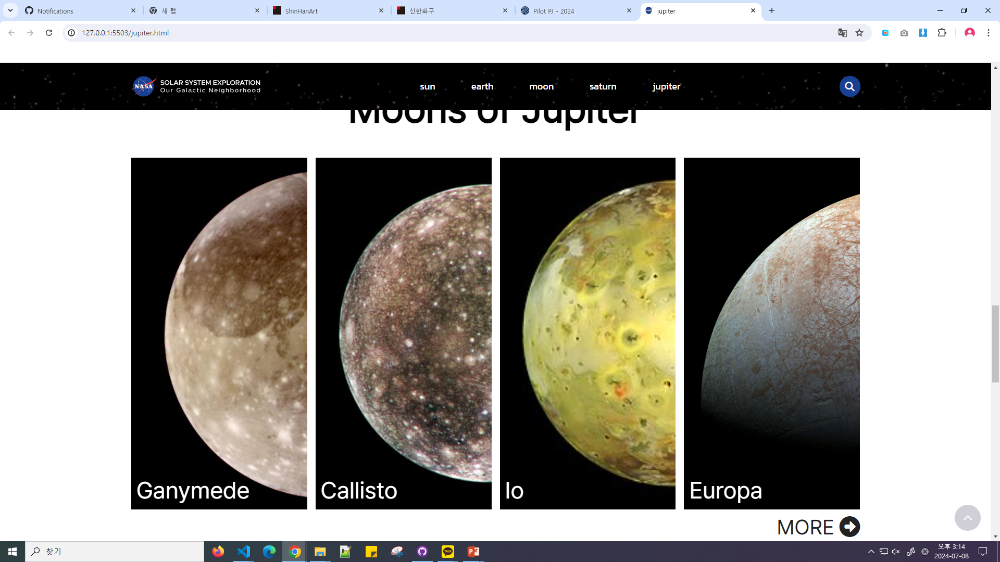 Notifications
새 탭
ShinHanArt
신한화구
Pilot PJ - 2024
jupiter
127.0.0.1:5503/jupiter.html
NASA
SOLAR SYSTEM EXPLORATION
Our Galactic Neighborhood
sun
earth
moon
saturn
jupiter
Moons of Jupiter
Ganymede
Callisto
Io
Europa
MORE
찾기
TALK
오후 3:14
2024-07-08